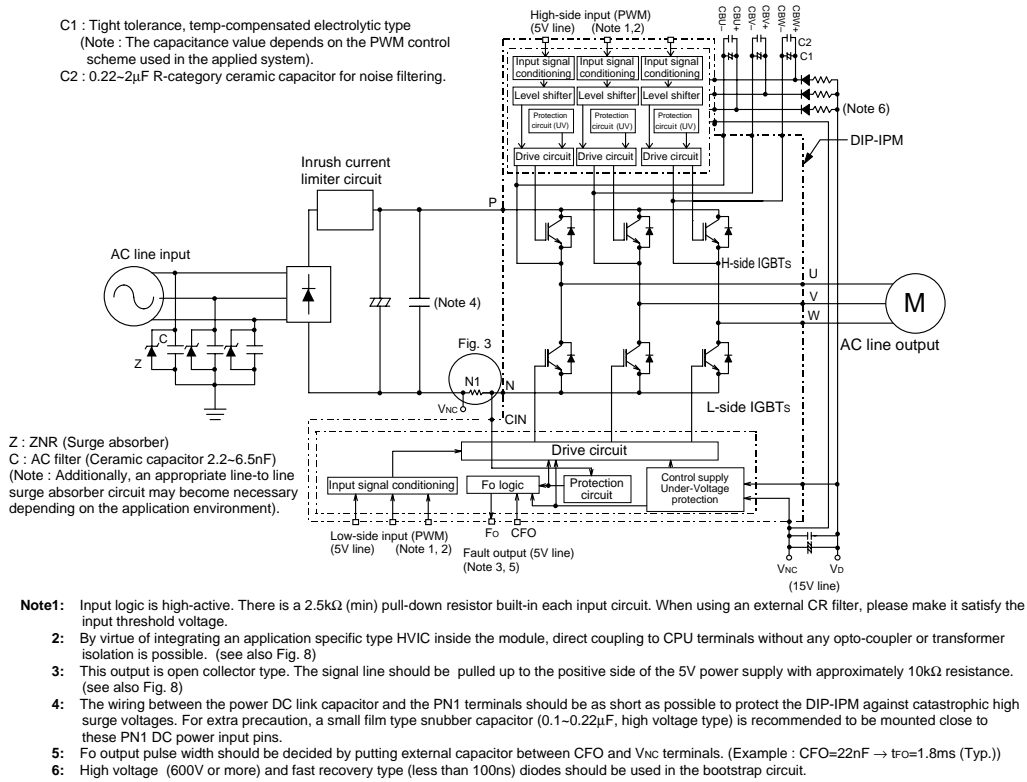 C1 : Tight tolerance, temp-compensated electrolytic type
(Note : The capacitance value depends on the PWM control
scheme used in the applied system).
C2 : 0.22~2μF R-category ceramic capacitor for noise filtering.
High-side input (PWM)
(5V line) (Note 1,2)
CBU–
CBU+
CBV–
CBV+
CBW–
CBW+
C2
C1
Input signal conditioning
Input signal conditioning
Input signal conditioning
Level shifter
Level shifter
Level shifter
Protection circuit (UV)
Protection circuit (UV)
Protection circuit (UV)
Drive circuit
Drive circuit
Drive circuit
(Note 6)
DIP-IPM
Inrush current
limiter circuit
P
AC line input
H-side IGBTS
U
V
W
M
AC line output
(Note 4)
C
Z
Fig. 3
N1
N
VNC
CIN
L-side IGBTS
Z : ZNR (Surge absorber)
C : AC filter (Ceramic capacitor 2.2~6.5nF)
(Note : Additionally, an appropriate line-to line
surge absorber circuit may become necessary
depending on the application environment).
Drive circuit
Input signal conditioning
Fo logic
Protection
circuit
Control supply
Under-Voltage
protection
Low-side input (PWM)
(5V line) (Note 1, 2)
FO CFO
Fault output (5V line)
(Note 3, 5)
VNC VD
(15V line)
Note1: Input logic is high-active. There is a 2.5kΩ (min) pull-down resistor built-in each input circuit. When using an external CR filter, please make it satisfy the
input threshold voltage.
2: By virtue of integrating an application specific type HVIC inside the module, direct coupling to CPU terminals without any opto-coupler or transformer
isolation is possible. (see also Fig. 8)
3: This output is open collector type. The signal line should be pulled up to the positive side of the 5V power supply with approximately 10kΩ resistance.
(see also Fig. 8)
4: The wiring between the power DC link capacitor and the PN1 terminals should be as short as possible to protect the DIP-IPM against catastrophic high
surge voltages. For extra precaution, a small film type snubber capacitor (0.1~0.22μF, high voltage type) is recommended to be mounted close to
these PN1 DC power input pins.
5: Fo output pulse width should be decided by putting external capacitor between CFO and VNC terminals. (Example : CFO=22nF → tFO=1.8ms (Typ.))
6: High voltage (600V or more) and fast recovery type (less than 100ns) diodes should be used in the bootstrap circuit.